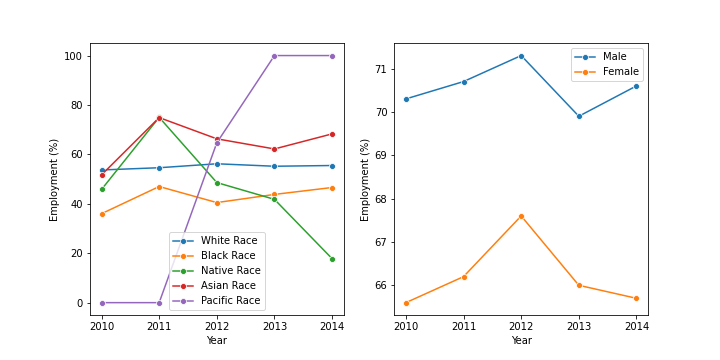 100
80
60
40
20
0
Employment (%)
White Race
Black Race
Native Race
Asian Race
Pacific Race
2010 2011 2012 2013 2014
Year
71
70
69
68
67
66
Employment (%)
Male
Female
2010 2011 2012 2013 2014
Year